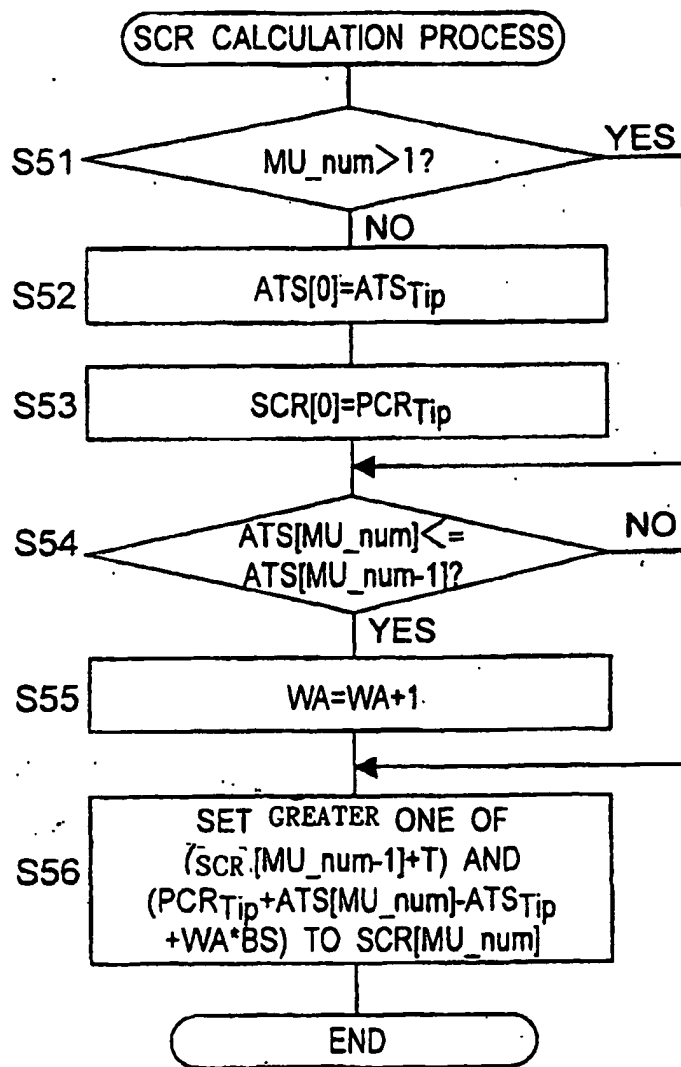 SCR CALCULATION PROCESS
S51
MU_num>1?
YES
NO
S52
ATS[0]=ATSTip
S53
SCR[0]=PCRTip
S54
ATS[MU_num]<=
ATS[MU_num-1]?
NO
YES
S55
WA=WA+1
S56
SET GREATER ONE OF
(SCR [MU_num-1]+T) AND
(PCRTip+ATS[MU_num]-ATSTip
+WA*BS) TO SCR[MU_num]
END